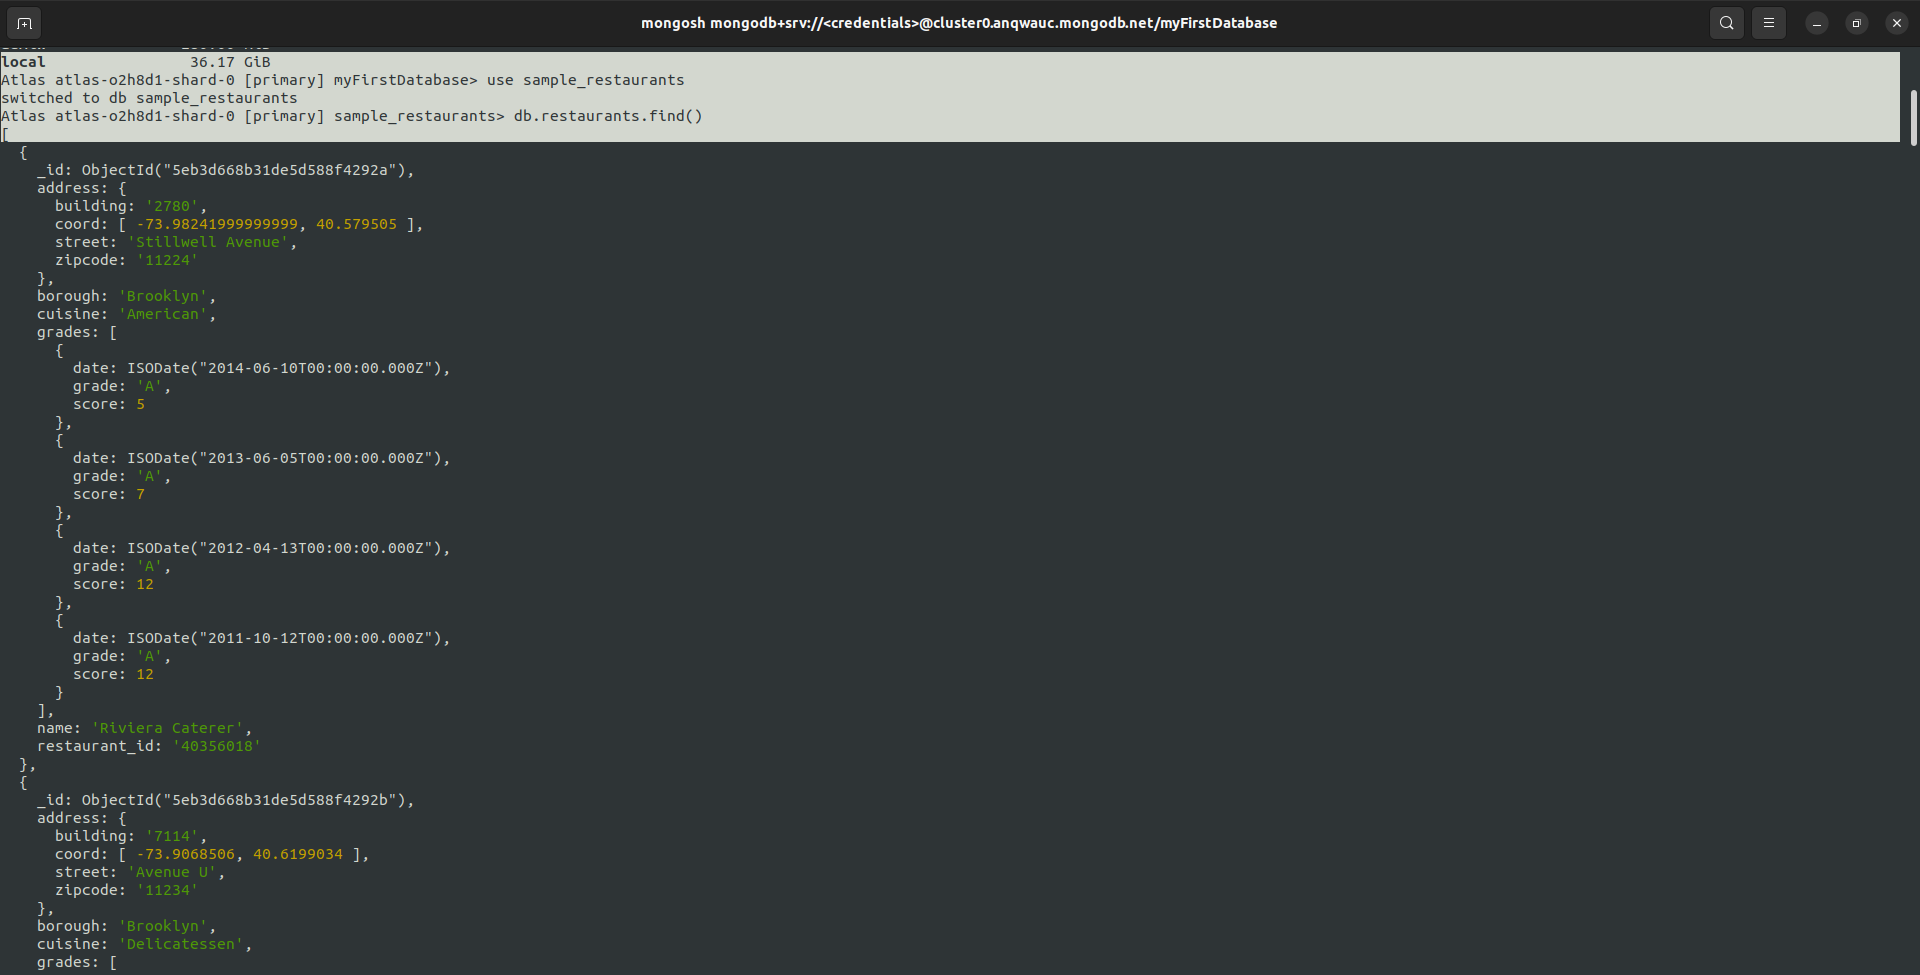 mongosh mongodb+srv://<credentials>@cluster0.anqwauc.mongodb.net/myFirstDatabase
local                36.17 GiB
Atlas atlas-o2h8d1-shard-0 [primary] myFirstDatabase> use sample_restaurants
switched to db sample_restaurants
Atlas atlas-o2h8d1-shard-0 [primary] sample_restaurants> db.restaurants.find()
[
  {
    _id: ObjectId("5eb3d668b31de5d588f4292a"),
    address: {
      building: '2780',
      coord: [ -73.98241999999999, 40.579505 ],
      street: 'Stillwell Avenue',
      zipcode: '11224'
    },
    borough: 'Brooklyn',
    cuisine: 'American',
    grades: [
      {
        date: ISODate("2014-06-10T00:00:00.000Z"),
        grade: 'A',
        score: 5
      },
      {
        date: ISODate("2013-06-05T00:00:00.000Z"),
        grade: 'A',
        score: 7
      },
      {
        date: ISODate("2012-04-13T00:00:00.000Z"),
        grade: 'A',
        score: 12
      },
      {
        date: ISODate("2011-10-12T00:00:00.000Z"),
        grade: 'A',
        score: 12
      }
    ],
    name: 'Riviera Caterer',
    restaurant_id: '40356018'
  },
  {
    _id: ObjectId("5eb3d668b31de5d588f4292b"),
    address: {
      building: '7114',
      coord: [ -73.9068506, 40.6199034 ],
      street: 'Avenue U',
      zipcode: '11234'
    },
    borough: 'Brooklyn',
    cuisine: 'Delicatessen',
    grades: [